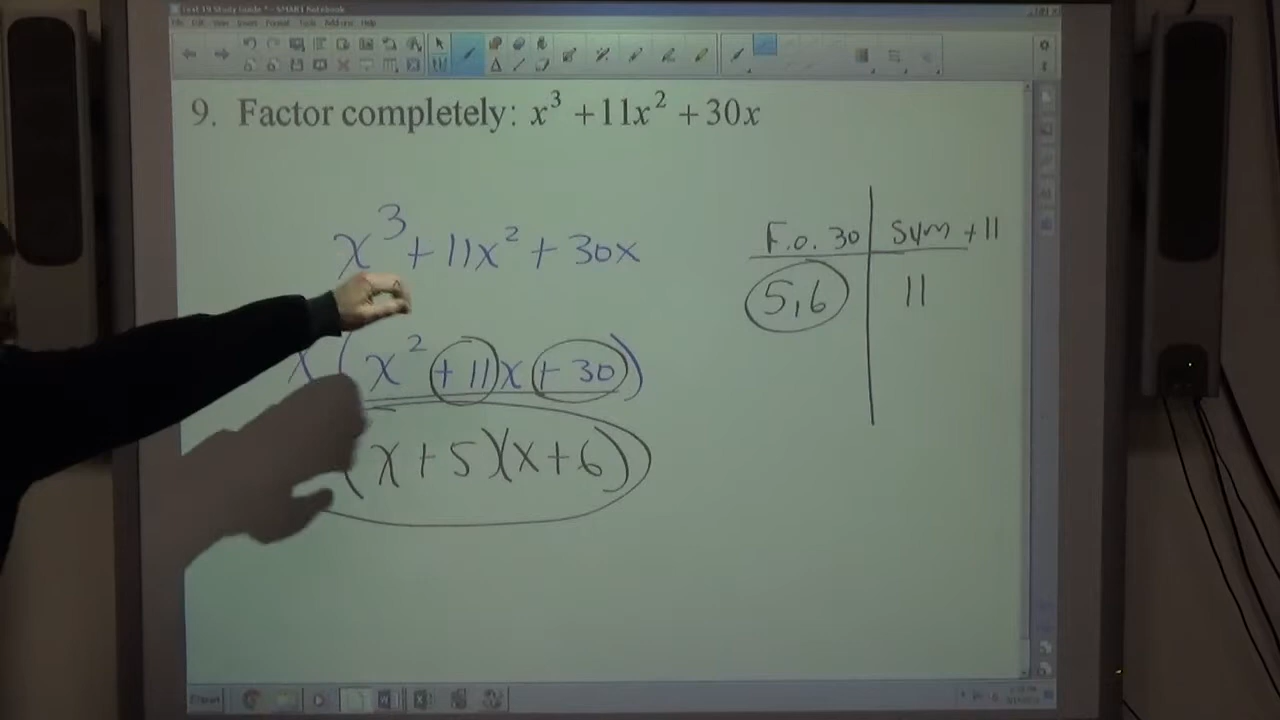 9. Factor completely: x³ + 11x² + 30x
x³ + 11x² + 30x
x(x² + 11x + 30)
(x + 5)(x + 6)
F.o. 30 Sum +11
5,6 11